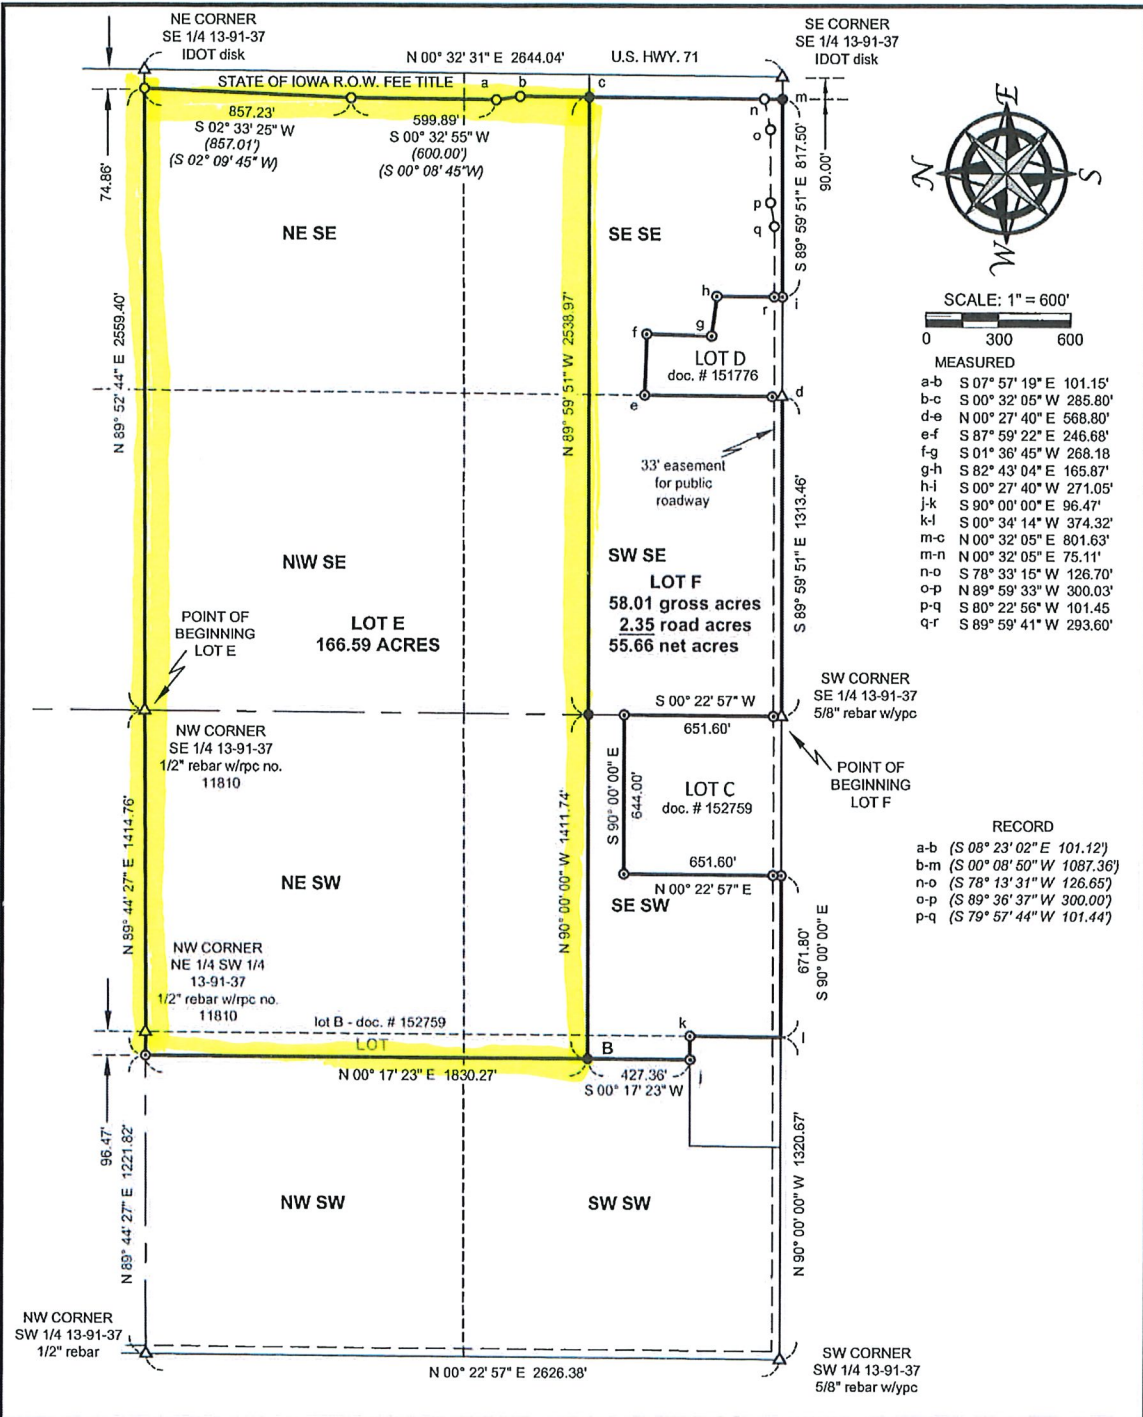 NE CORNER
SE 1/4 13-91-37
IDOT disk
N 00° 32' 31" E 2644.04'
U.S. HWY. 71
SE CORNER
SE 1/4 13-91-37
IDOT disk
STATE OF IOWA R.O.W. FEE TITLE
a
b
c
m
n
o
p
q
857.23'
S 02° 33' 25" W
(857.01')
(S 02° 09' 45" W)
599.89'
S 00° 32' 55" W
(600.00')
(S 00° 08' 45"W)
74.86'
90.00'
S 89° 59' 51" E 817.50'
E
N
S
W
NE SE
SE SE
N 89° 52' 44" E 2559.40'
N 89° 59' 51" W 2538.97'
h
r
i
g
f
LOT D
doc. # 151776
e
d
SCALE: 1" = 600'
0 300 600
MEASURED
a-b S 07° 57' 19" E 101.15'
b-c S 00° 32' 05" W 285.80'
d-e N 00° 27' 40" E 568.80'
e-f S 87° 59' 22" E 246.68'
f-g S 01° 36' 45" W 268.18
g-h S 82° 43' 04" E 165.87'
h-i S 00° 27' 40" W 271.05'
j-k S 90° 00' 00" E 96.47'
k-l S 00° 34' 14" W 374.32'
m-c N 00° 32' 05" E 801.63'
m-n N 00° 32' 05" E 75.11'
n-o S 78° 33' 15" W 126.70'
o-p N 89° 59' 33" W 300.03'
p-q S 80° 22' 56" W 101.45
q-r S 89° 59' 41" W 293.60'
33' easement
for public
roadway
S 89° 59' 51" E 1313.46'
NW SE
SW SE
LOT E
166.59 ACRES
LOT F
58.01 gross acres
2.35 road acres
55.66 net acres
POINT OF
BEGINNING
LOT E
NW CORNER
SE 1/4 13-91-37
1/2" rebar w/rpc no.
11810
S 00° 22' 57" W
651.60'
SW CORNER
SE 1/4 13-91-37
5/8" rebar w/ypc
POINT OF
BEGINNING
LOT F
S 90° 00' 00" E
644.00'
LOT C
doc. # 152759
651.60'
N 00° 22' 57" E
N 89° 44' 27" E 1414.76'
N 90° 00' 00" W 1411.74'
NE SW
SE SW
RECORD
a-b (S 08° 23' 02" E 101.12')
b-m (S 00° 08' 50" W 1087.36')
n-o (S 78° 13' 31" W 126.65')
o-p (S 89° 36' 37" W 300.00')
p-q (S 79° 57' 44" W 101.44')
671.80'
S 90° 00' 00" E
NW CORNER
NE 1/4 SW 1/4
13-91-37
1/2" rebar w/rpc no.
11810
lot B - doc. # 152759
LOT
B
k
l
j
N 00° 17' 23" E 1830.27'
427.36'
S 00° 17' 23" W
96.47'
N 89° 44' 27" E 1221.82'
N 90° 00' 00" W 1320.67'
NW SW
SW SW
NW CORNER
SW 1/4 13-91-37
1/2" rebar
N 00° 22' 57" E 2626.38'
SW CORNER
SW 1/4 13-91-37
5/8" rebar w/ypc